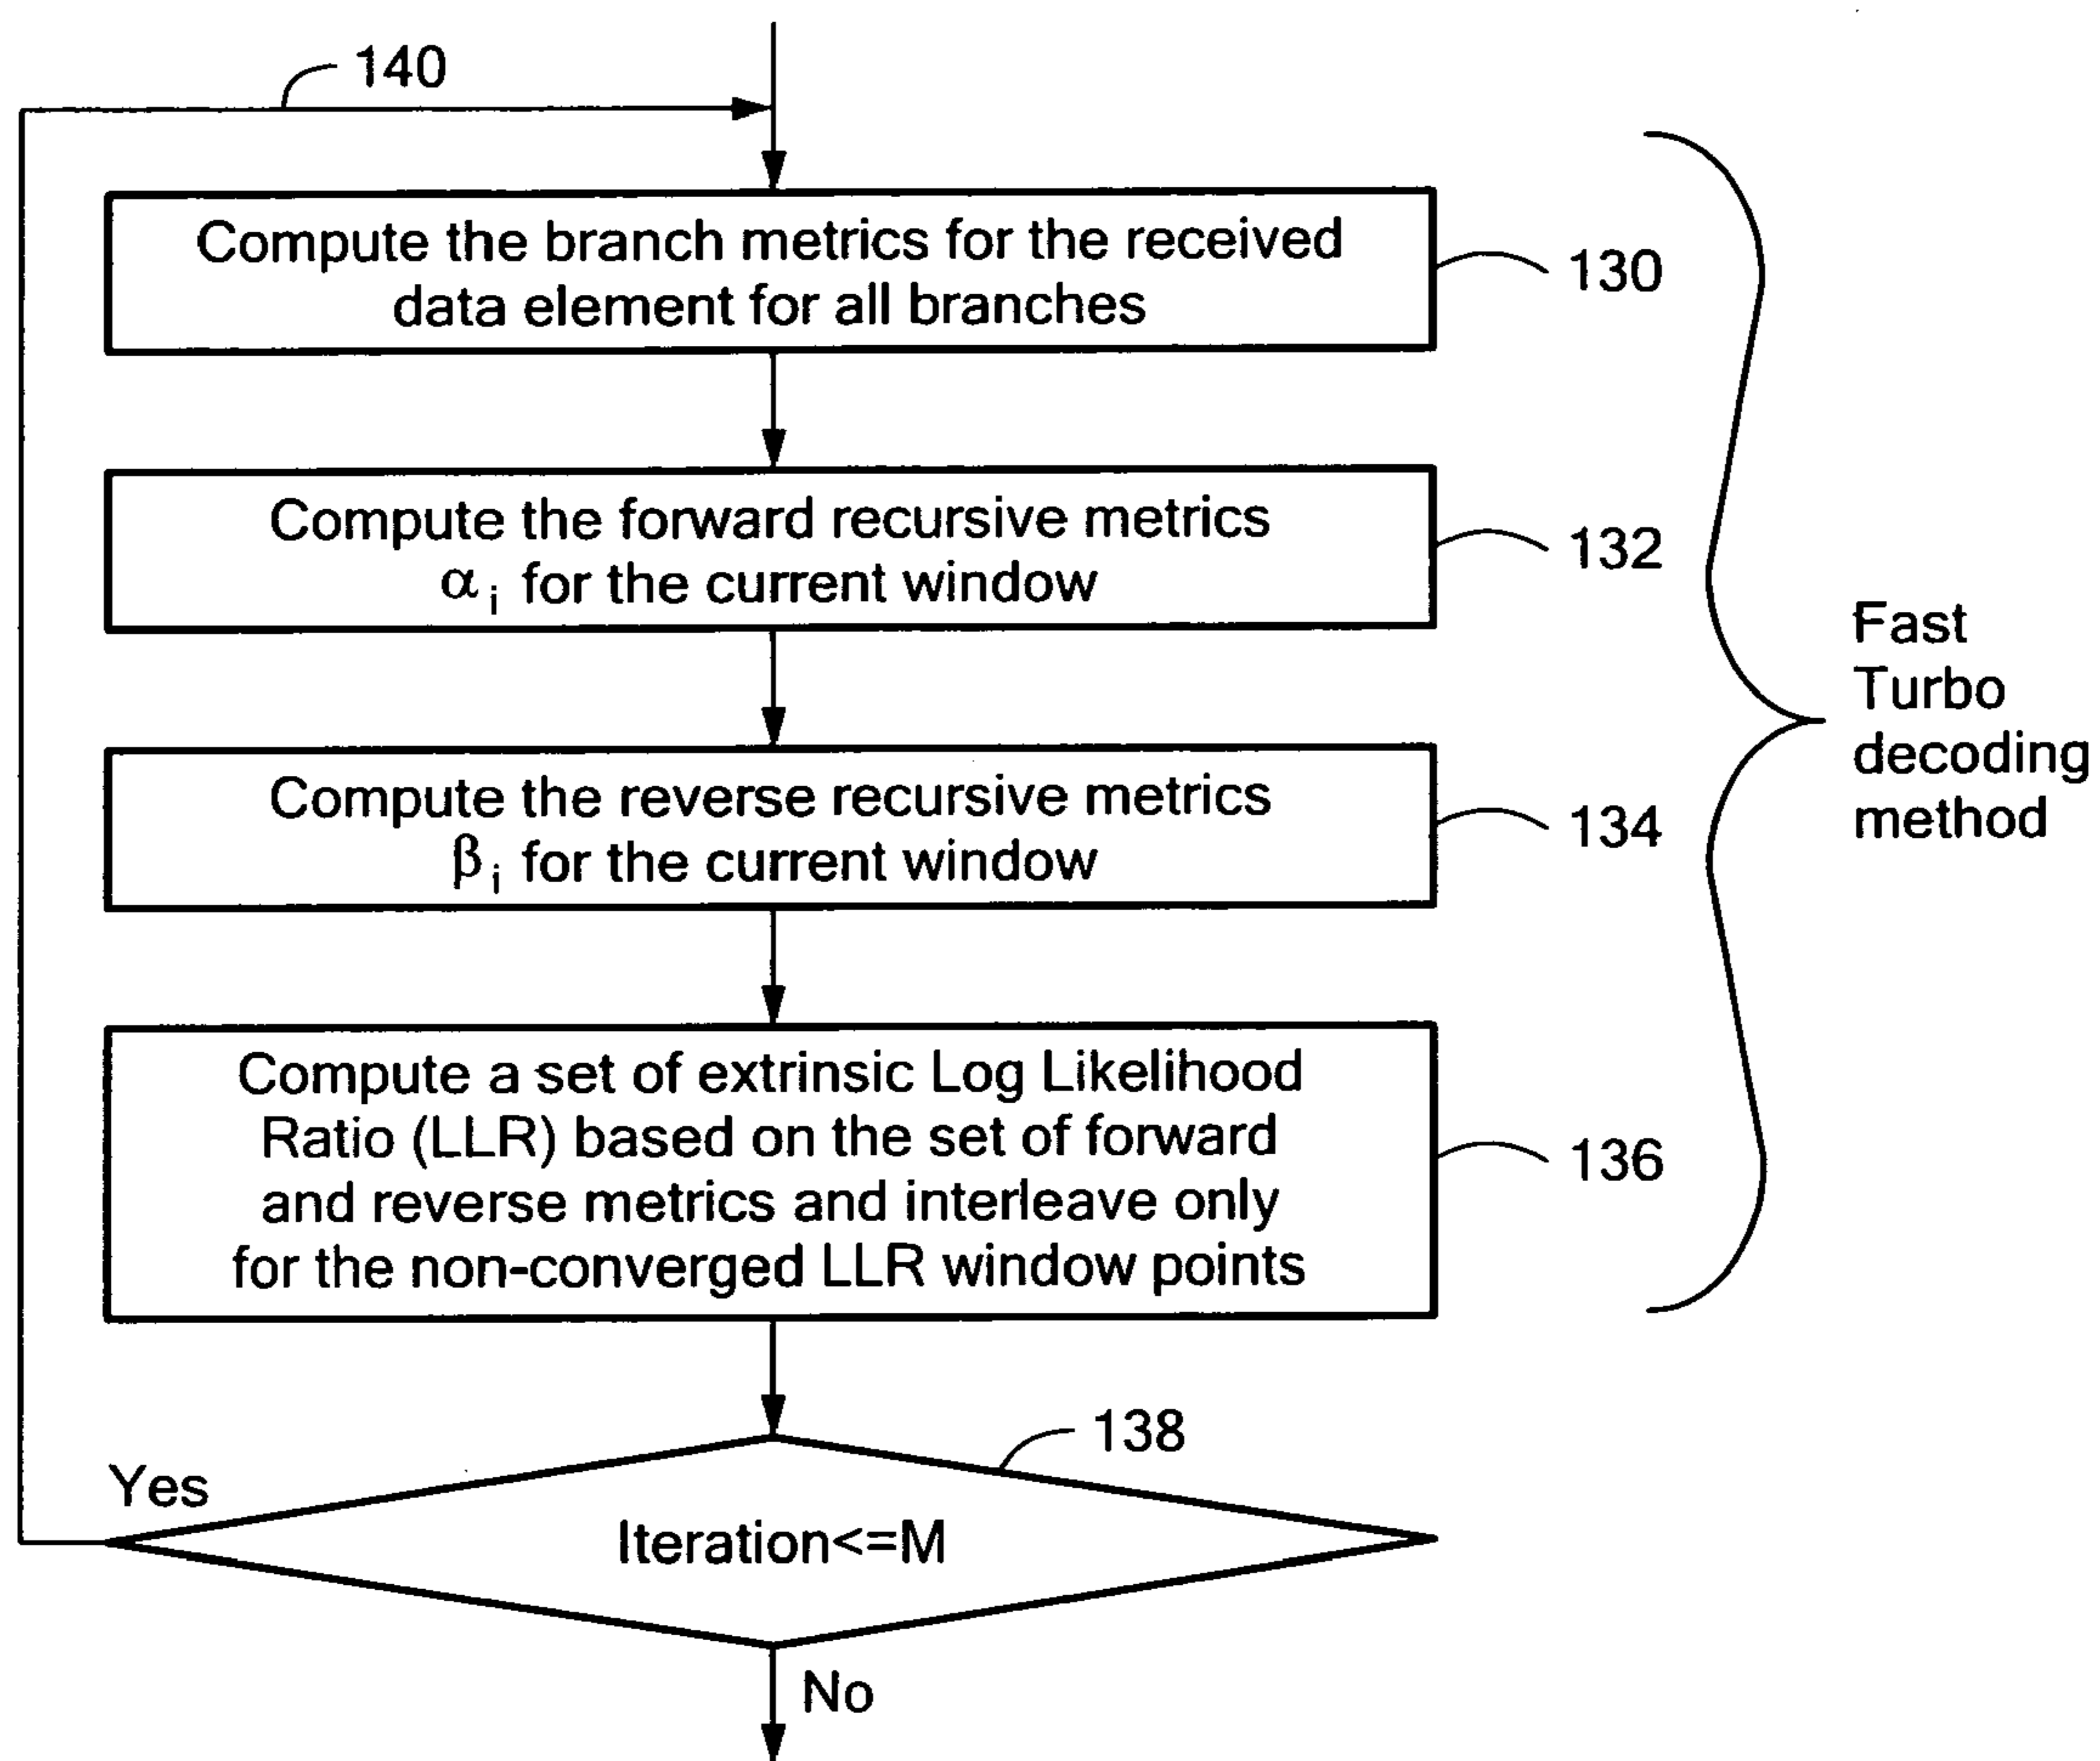 140
Compute the branch metrics for the received
data element for all branches
130
Compute the forward recursive metrics
αi for the current window
132
Compute the reverse recursive metrics
βi for the current window
134
Compute a set of extrinsic Log Likelihood
Ratio (LLR) based on the set of forward
and reverse metrics and interleave only
for the non-converged LLR window points
136
Fast
Turbo
decoding
method
138
Yes
Iteration<=M
No